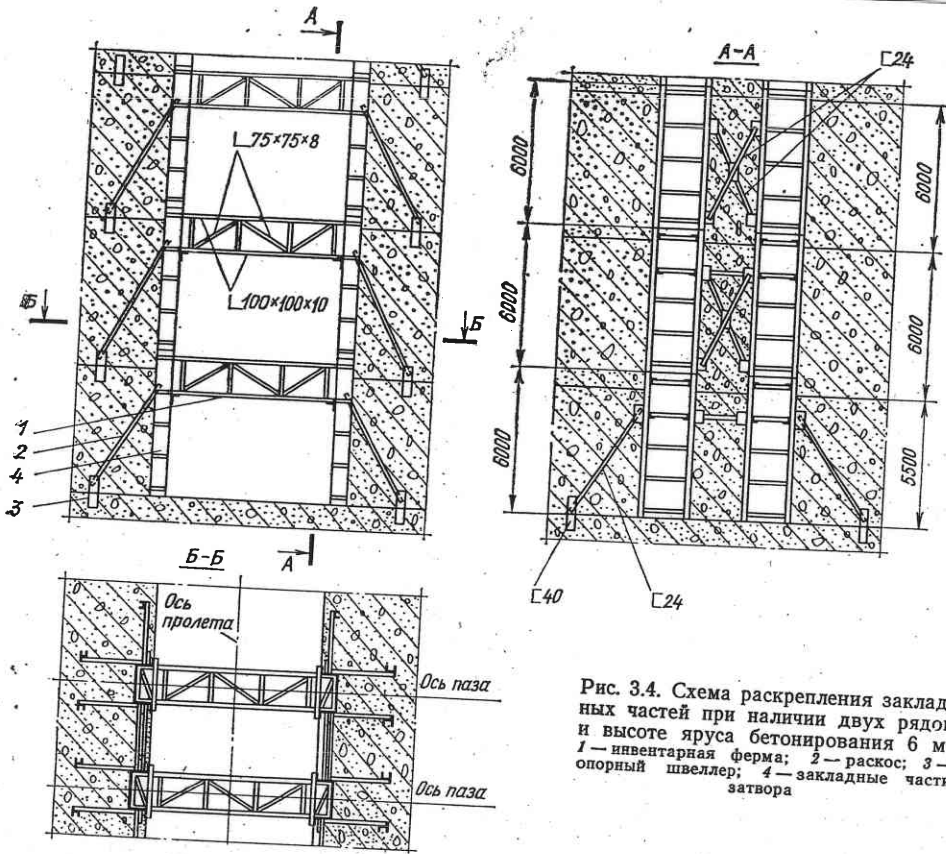 А
∟75×75×8
∟100×100×10
Б
Б
1
2
4
3
А
А-А
⊏24
6000
6000
6000
6000
6000
5500
⊏40
⊏24
Б-Б
Ось
пролета
Ось паза
Ось паза
Рис. 3.4. Схема раскрепления заклад
ных частей при наличии двух рядов
и высоте яруса бетонирования 6 м
1 — инвентарная ферма; 2 — раскос; 3 —
опорный швеллер; 4 — закладные части
затвора